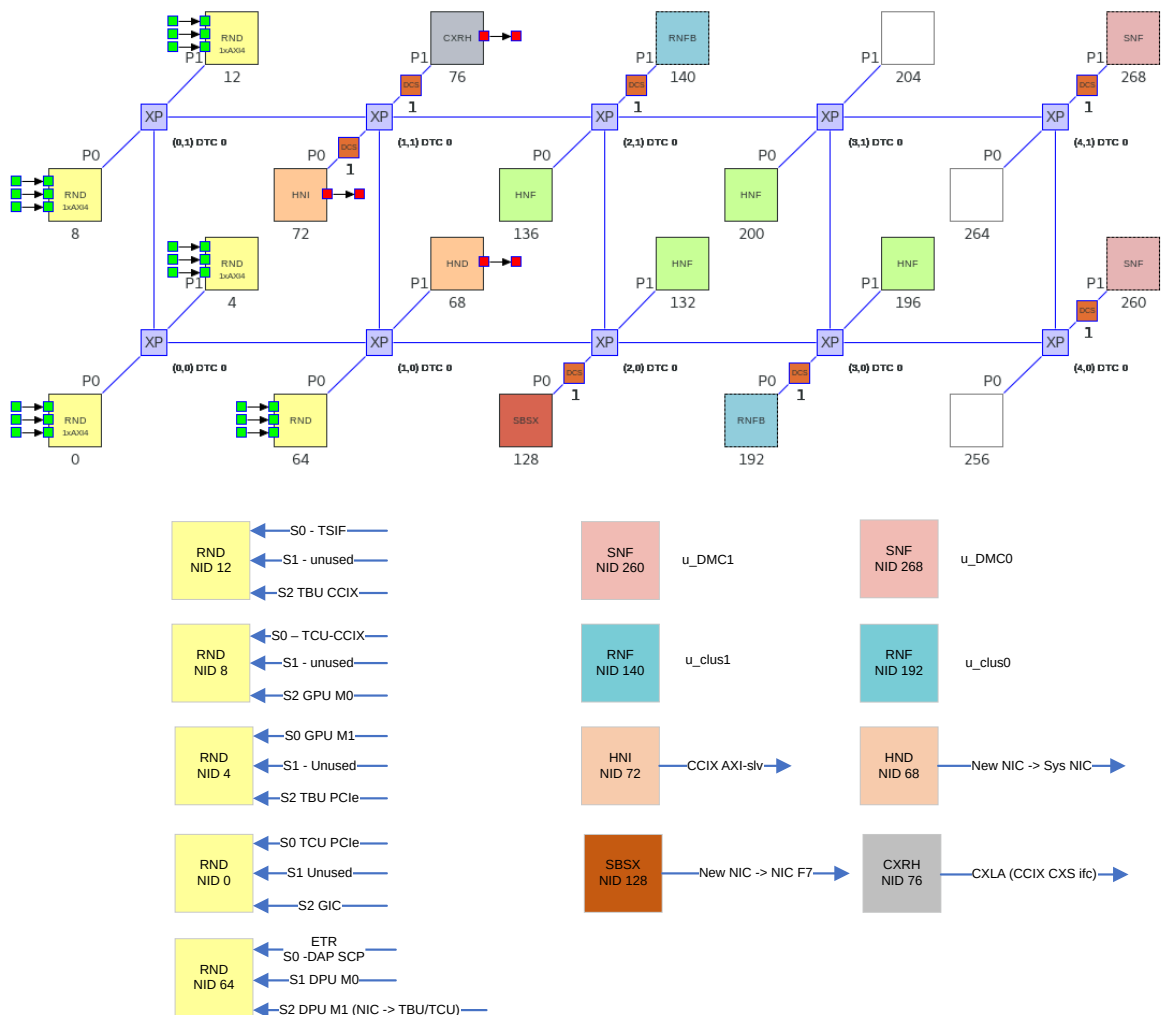 RND
1xAXI4
P1
12
CXRH
P1
76
RNFB
P1
140
P1
204
SNF
P1
268
DCS
1
DCS
1
DCS
1
XP
XP
XP
XP
XP
(0,1) DTC 0
(1,1) DTC 0
(2,1) DTC 0
(3,1) DTC 0
(4,1) DTC 0
DCS
1
P0
P0
P0
P0
P0
RND
1xAXI4
8
HNI
72
HNF
136
HNF
200
264
RND
1xAXI4
P1
4
HND
P1
68
HNF
P1
132
HNF
P1
196
SNF
P1
260
DCS
1
XP
XP
XP
XP
XP
(0,0) DTC 0
(1,0) DTC 0
(2,0) DTC 0
(3,0) DTC 0
(4,0) DTC 0
DCS
1
DCS
1
P0
P0
P0
P0
P0
RND
1xAXI4
0
RND
64
SBSX
128
RNFB
192
256
RND
NID 12
S0 - TSIF
S1 - unused
S2 TBU CCIX
SNF
NID 260
u_DMC1
SNF
NID 268
u_DMC0
RND
NID 8
S0 – TCU-CCIX
S1 - unused
S2 GPU M0
RNF
NID 140
u_clus1
RNF
NID 192
u_clus0
RND
NID 4
S0 GPU M1
S1 - Unused
S2 TBU PCIe
HNI
NID 72
CCIX AXI-slv
HND
NID 68
New NIC -> Sys NIC
RND
NID 0
S0 TCU PCIe
S1 Unused
S2 GIC
SBSX
NID 128
New NIC -> NIC F7
CXRH
NID 76
CXLA (CCIX CXS ifc)
RND
NID 64
ETR
S0 -DAP SCP
S1 DPU M0
S2 DPU M1 (NIC -> TBU/TCU)